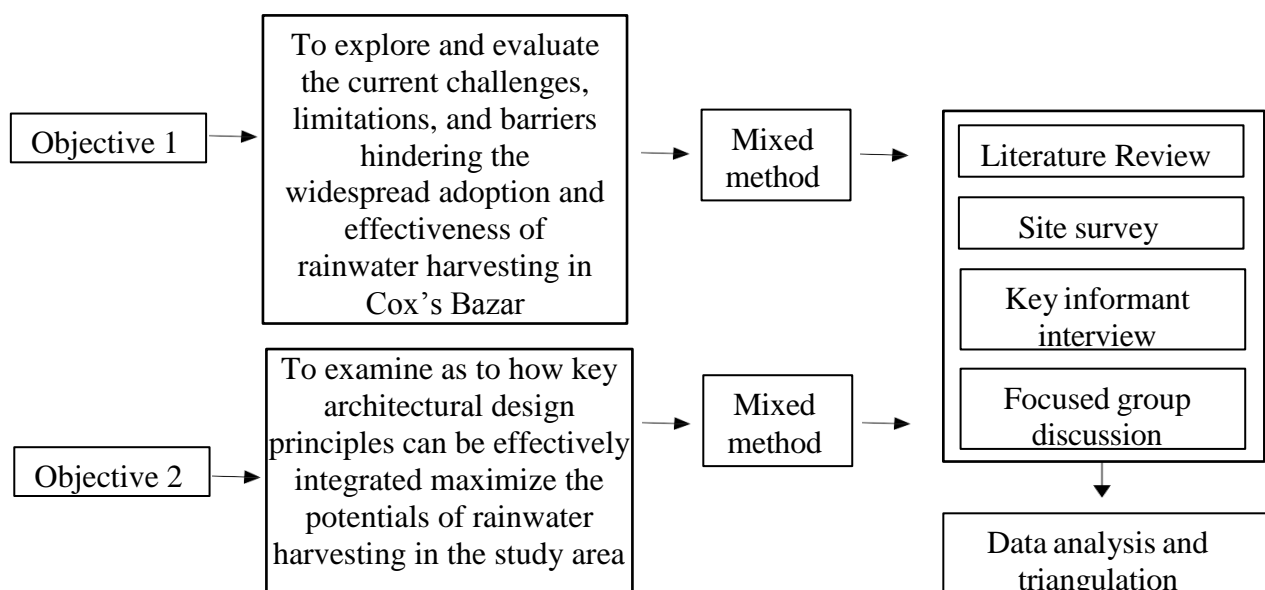 Objective 1
To explore and evaluate
the current challenges,
limitations, and barriers
hindering the
widespread adoption and
effectiveness of
rainwater harvesting in
Cox’s Bazar
Mixed
method
Literature Review
Site survey
Key informant
interview
Focused group
discussion
Objective 2
To examine as to how key
architectural design
principles can be effectively
integrated maximize the
potentials of rainwater
harvesting in the study area
Mixed
method
Data analysis and
triangulation